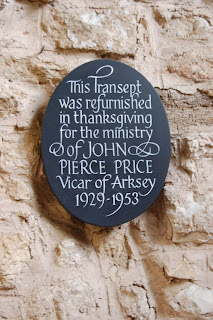 This Transept
was refurnished
in thanksgiving
for the ministry
of JOHN
PIERCE PRICE
Vicar of Arksey
1929-1953